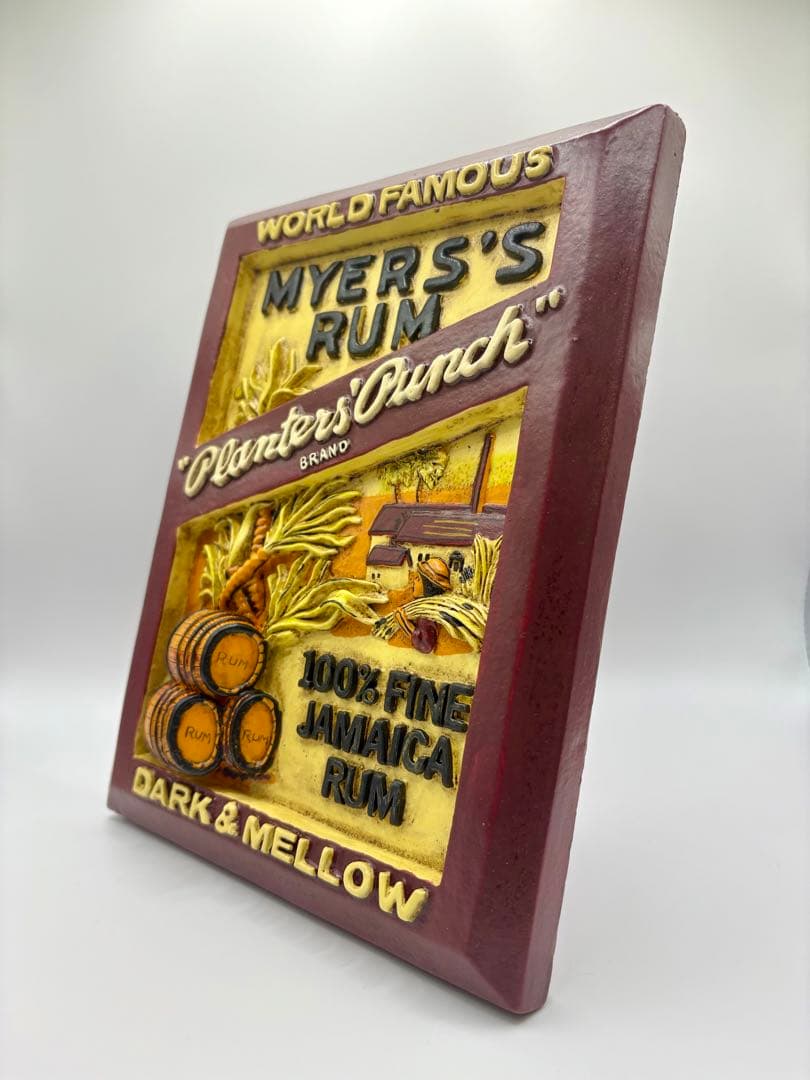 WORLD FAMOUS
MYERS'S
RUM
"Planters' Punch"
BRAND
RUM
RUM RUM
100% FINE
JAMAICA
RUM
DARK & MELLOW